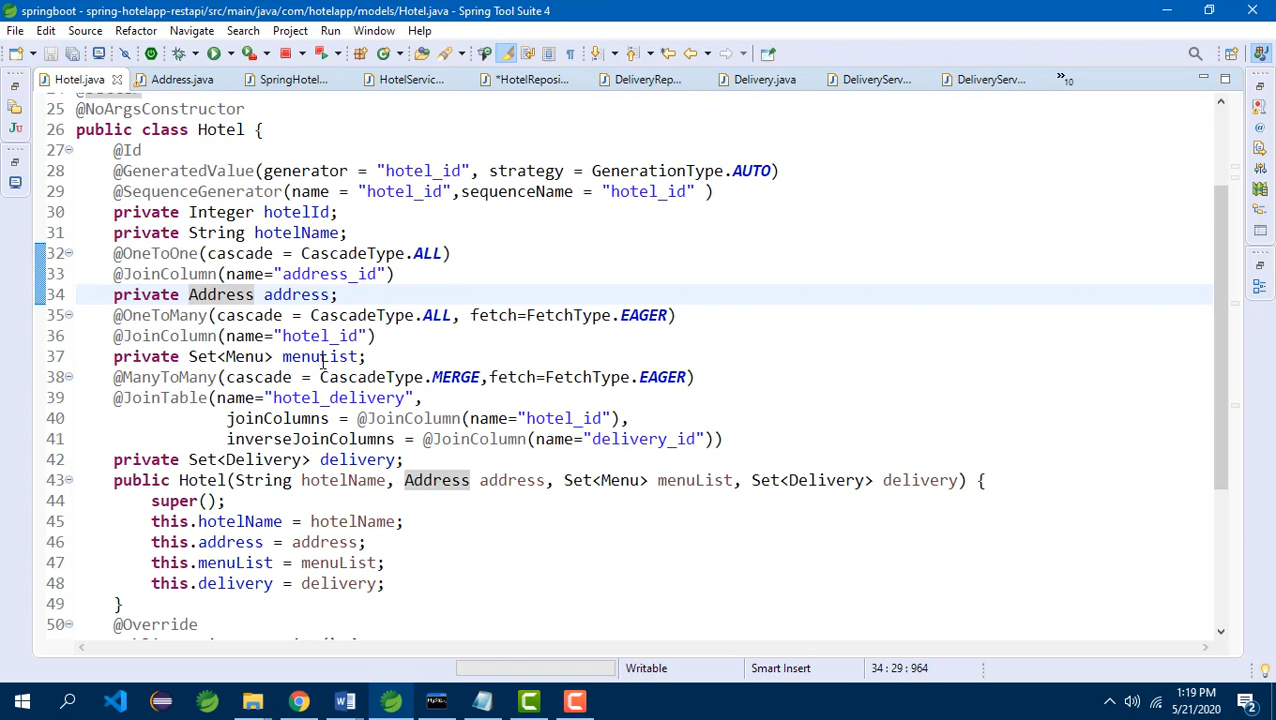 springboot - spring-hotelapp-restapi/src/main/java/com/hotelapp/models/Hotel.java - Spring Tool Suite 4
File Edit Source Refactor Navigate Search Project Run Window Help
Hotel.java Address.java SpringHotel... HotelServic... *HotelReposi... DeliveryRep... Delivery.java DeliveryServ... DeliveryServ... »10
25 @NoArgsConstructor
26 public class Hotel {
27 @Id
28 @GeneratedValue(generator = "hotel_id", strategy = GenerationType.AUTO)
29 @SequenceGenerator(name = "hotel_id",sequenceName = "hotel_id" )
30 private Integer hotelId;
31 private String hotelName;
32 @OneToOne(cascade = CascadeType.ALL)
33 @JoinColumn(name="address_id")
34 private Address address;
35 @OneToMany(cascade = CascadeType.ALL, fetch=FetchType.EAGER)
36 @JoinColumn(name="hotel_id")
37 private Set<Menu> menuList;
38 @ManyToMany(cascade = CascadeType.MERGE,fetch=FetchType.EAGER)
39 @JoinTable(name="hotel_delivery",
40 joinColumns = @JoinColumn(name="hotel_id"),
41 inverseJoinColumns = @JoinColumn(name="delivery_id"))
42 private Set<Delivery> delivery;
43 public Hotel(String hotelName, Address address, Set<Menu> menuList, Set<Delivery> delivery) {
44 super();
45 this.hotelName = hotelName;
46 this.address = address;
47 this.menuList = menuList;
48 this.delivery = delivery;
49 }
50 @Override
Writable Smart Insert 34 : 29 : 964
1:19 PM
5/21/2020
2